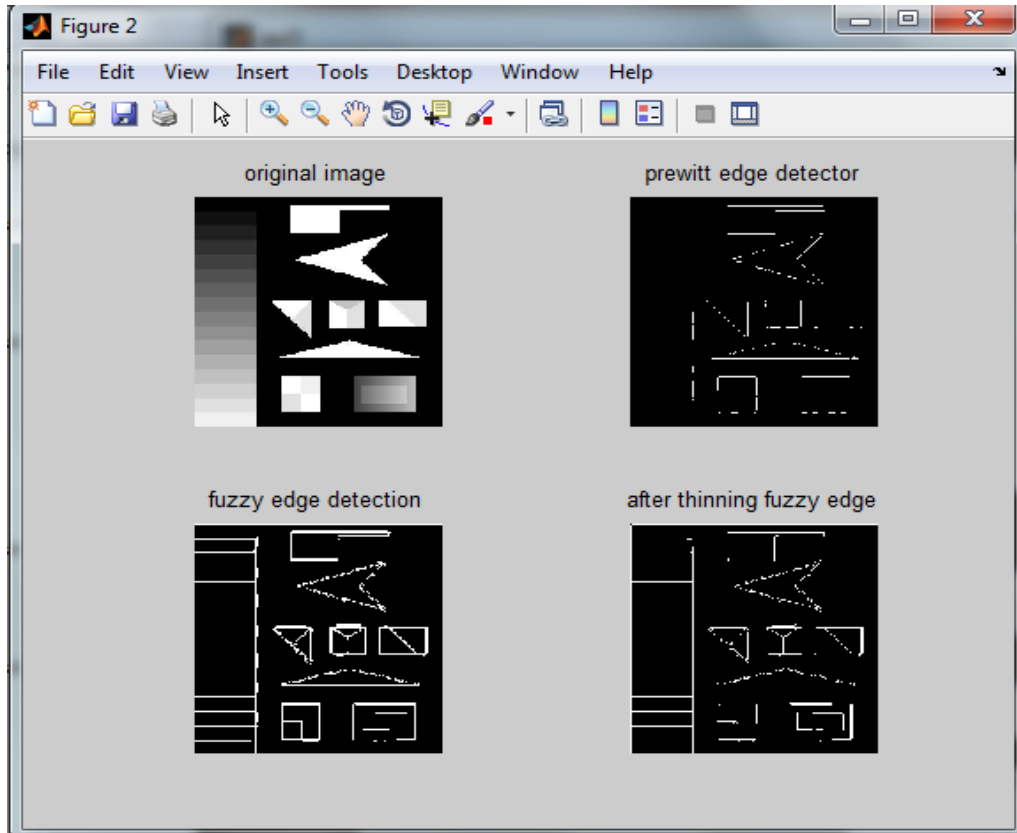 Figure 2
File Edit View Insert Tools Desktop Window Help
original image
prewitt edge detector
fuzzy edge detection
after thinning fuzzy edge